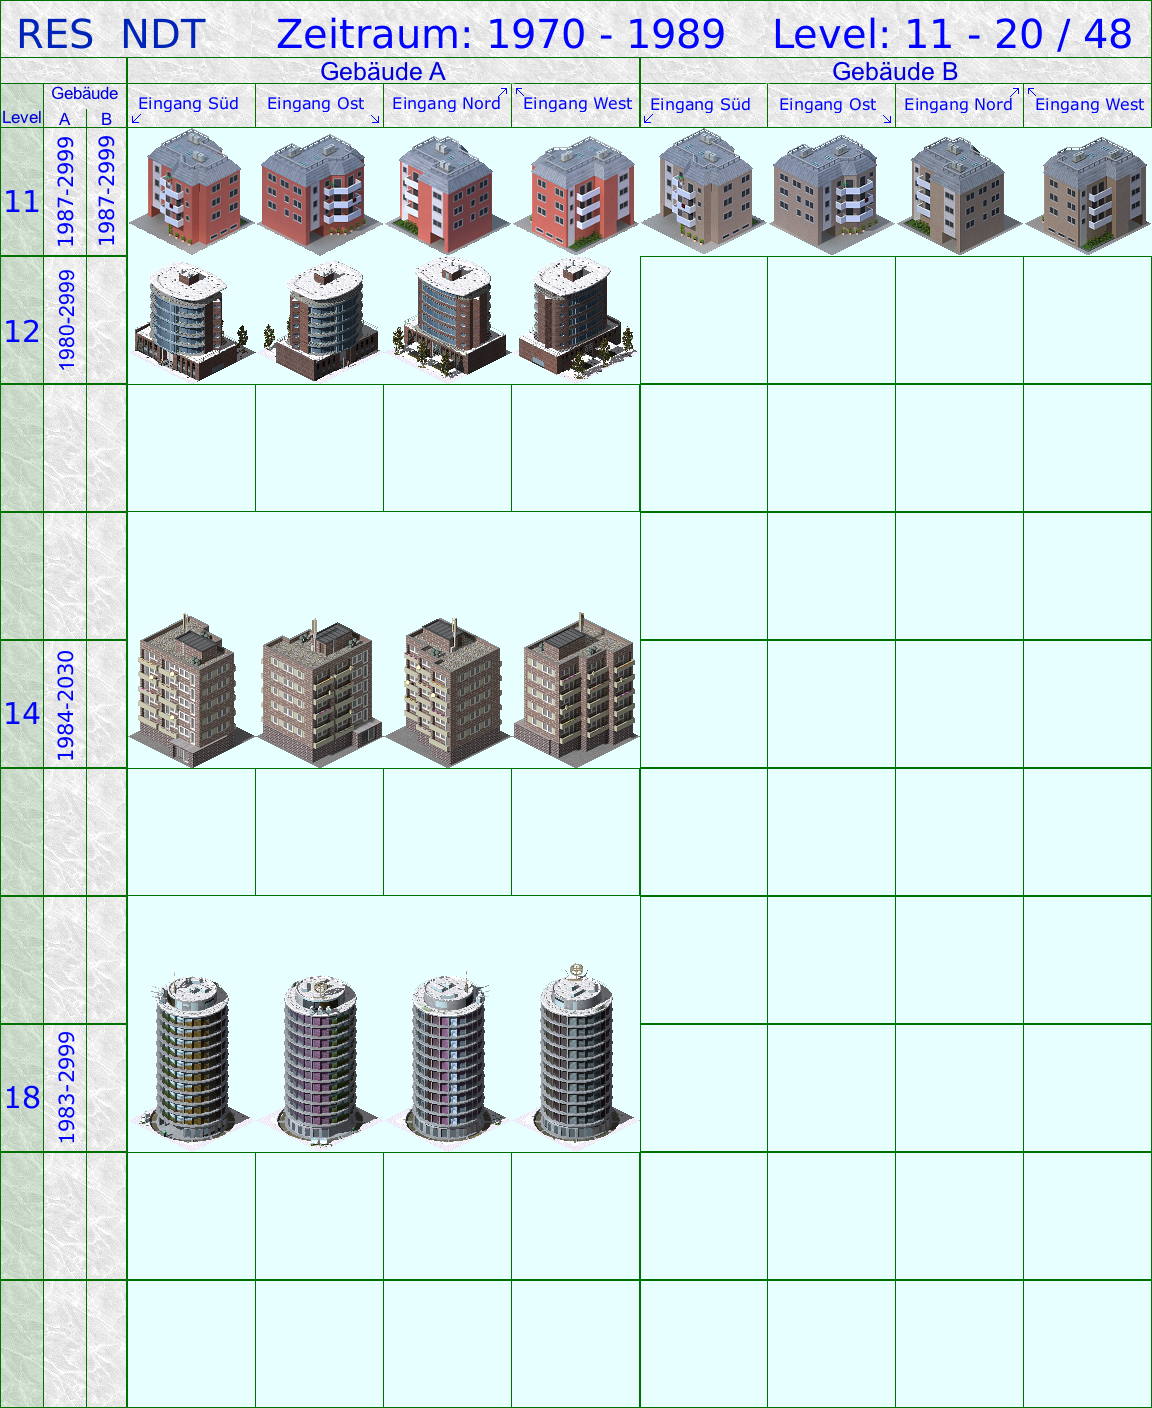 RES NDT Zeitraum: 1970 - 1989 Level: 11 - 20 / 48
Gebäude A Gebäude B
Level Gebäude A B
Eingang Süd Eingang Ost Eingang Nord Eingang West Eingang Süd Eingang Ost Eingang Nord Eingang West
11 1987-2999 1987-2999
12 1980-2999
14 1984-2030
18 1983-2999